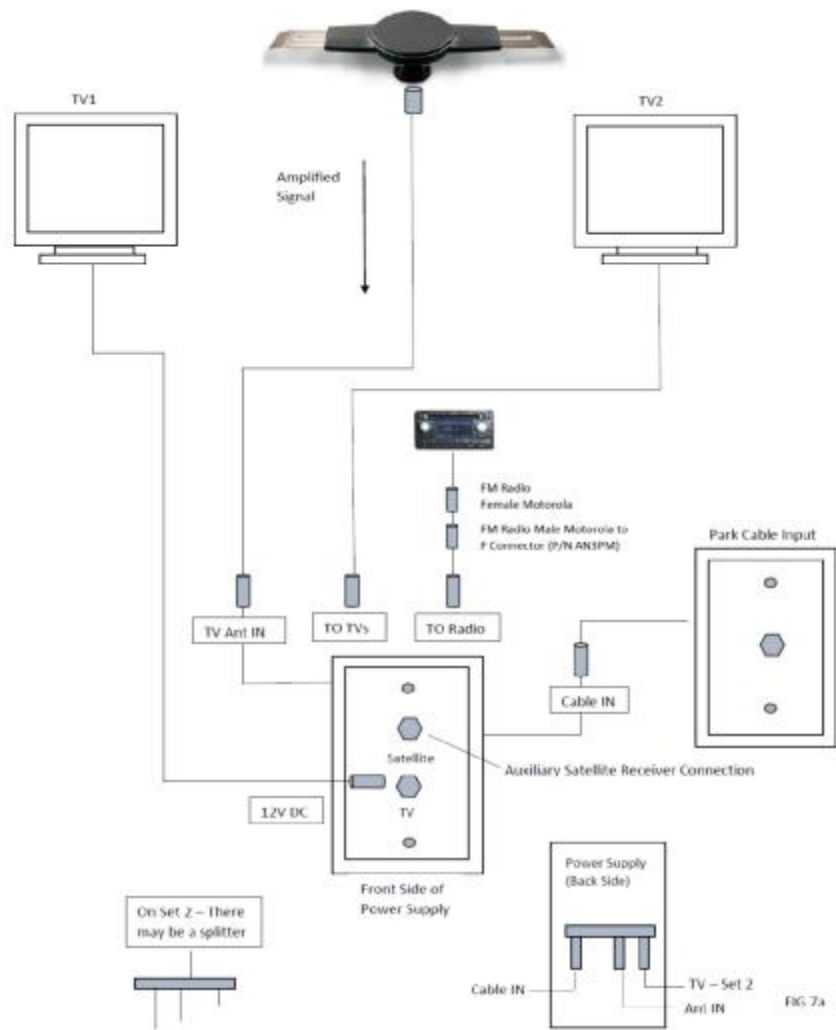 TV1
TV2
Amplified
Signal
FM Radio
Female Motorola
FM Radio Male Motorola to
F Connector (P/N AN3PM)
Park Cable Input
TV Ant IN
TO TVs
TO Radio
Cable IN
Satellite
Auxiliary Satellite Receiver Connection
12V DC
TV
Front Side of
Power Supply
Power Supply
(Back Side)
On Set 2 – There
may be a splitter
Cable IN
TV – Set 2
Ant IN
FIG 7a